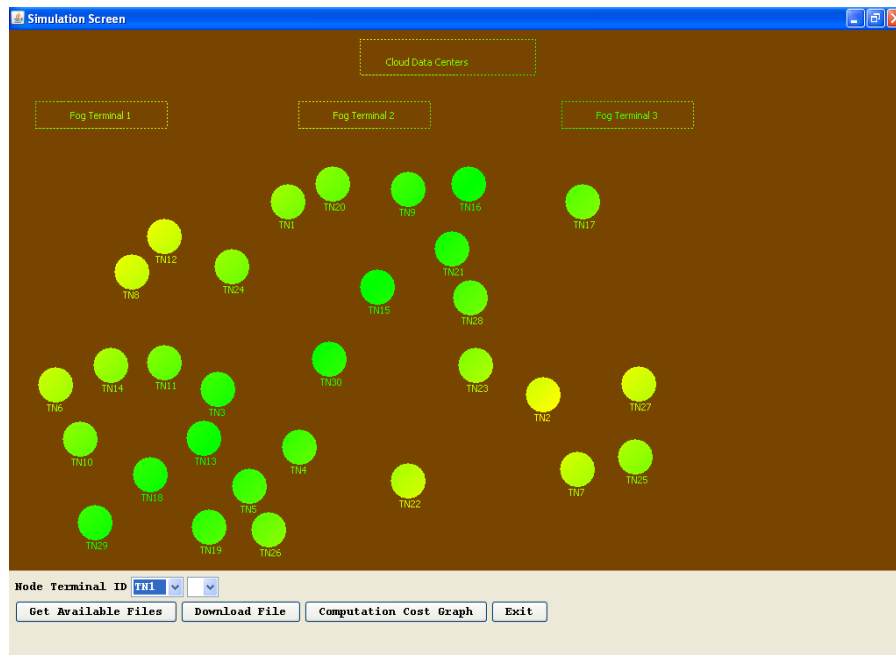 Simulation Screen
Cloud Data Centers
Fog Terminal 1
Fog Terminal 2
Fog Terminal 3
TN1
TN20
TN9
TN16
TN17
TN12
TN8
TN24
TN21
TN15
TN28
TN6
TN14
TN11
TN3
TN30
TN23
TN2
TN27
TN10
TN13
TN4
TN18
TN5
TN22
TN7
TN25
TN29
TN19
TN26
Node Terminal ID TN1
Get Available Files Download File Computation Cost Graph Exit